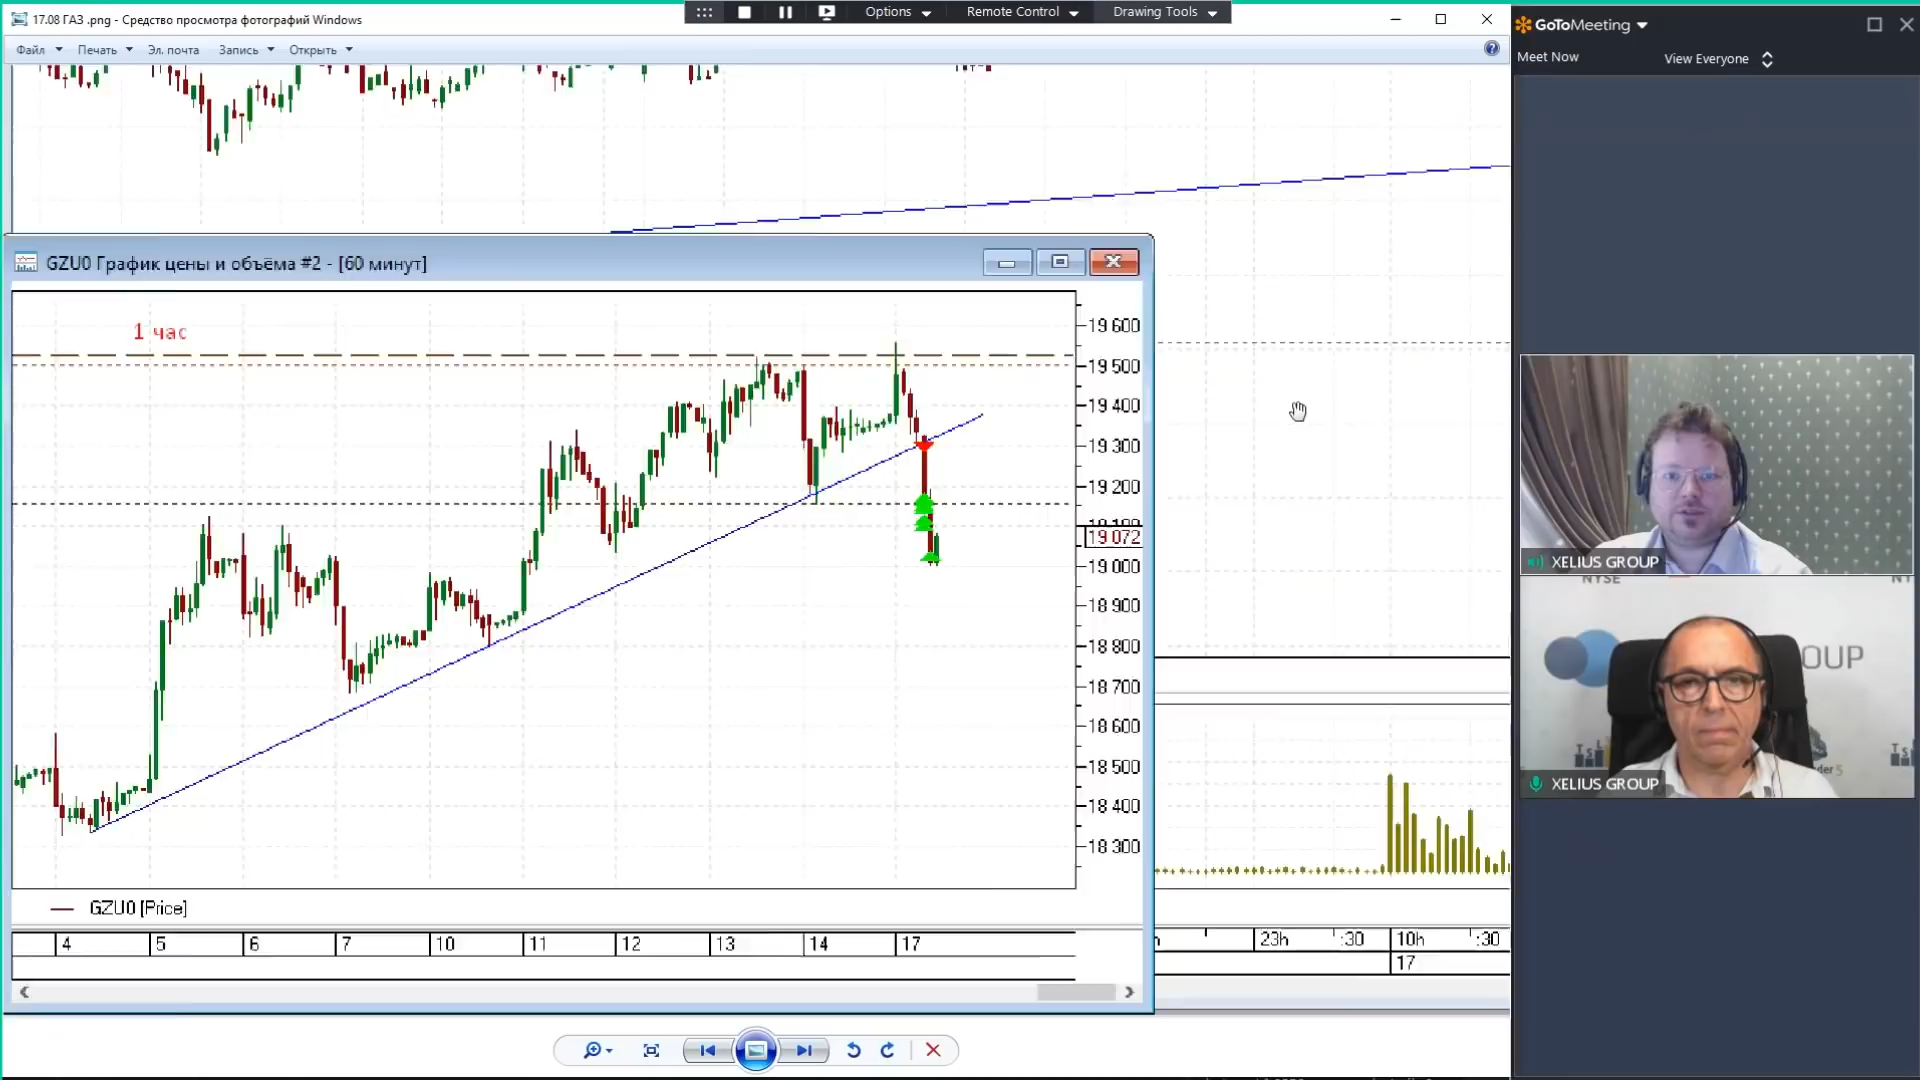 17.08 ГАЗ .png - Средство просмотра фотографий Windows
Options
Remote Control
Drawing Tools
GoToMeeting
Файл
Печать
Эл. почта
Запись
Открыть
Meet Now
View Everyone
GZU0 График цены и объёма #2 - [60 минут]
1 час
19 600
19 500
19 400
19 300
19 200
19 100
19 072
19 000
18 900
18 800
18 700
18 600
18 500
18 400
18 300
GZU0 [Price]
4 5 6 7 10 11 12 13 14 17
23h :30 10h :30
17
XELIUS GROUP
NYSE
OUP
XELIUS GROUP